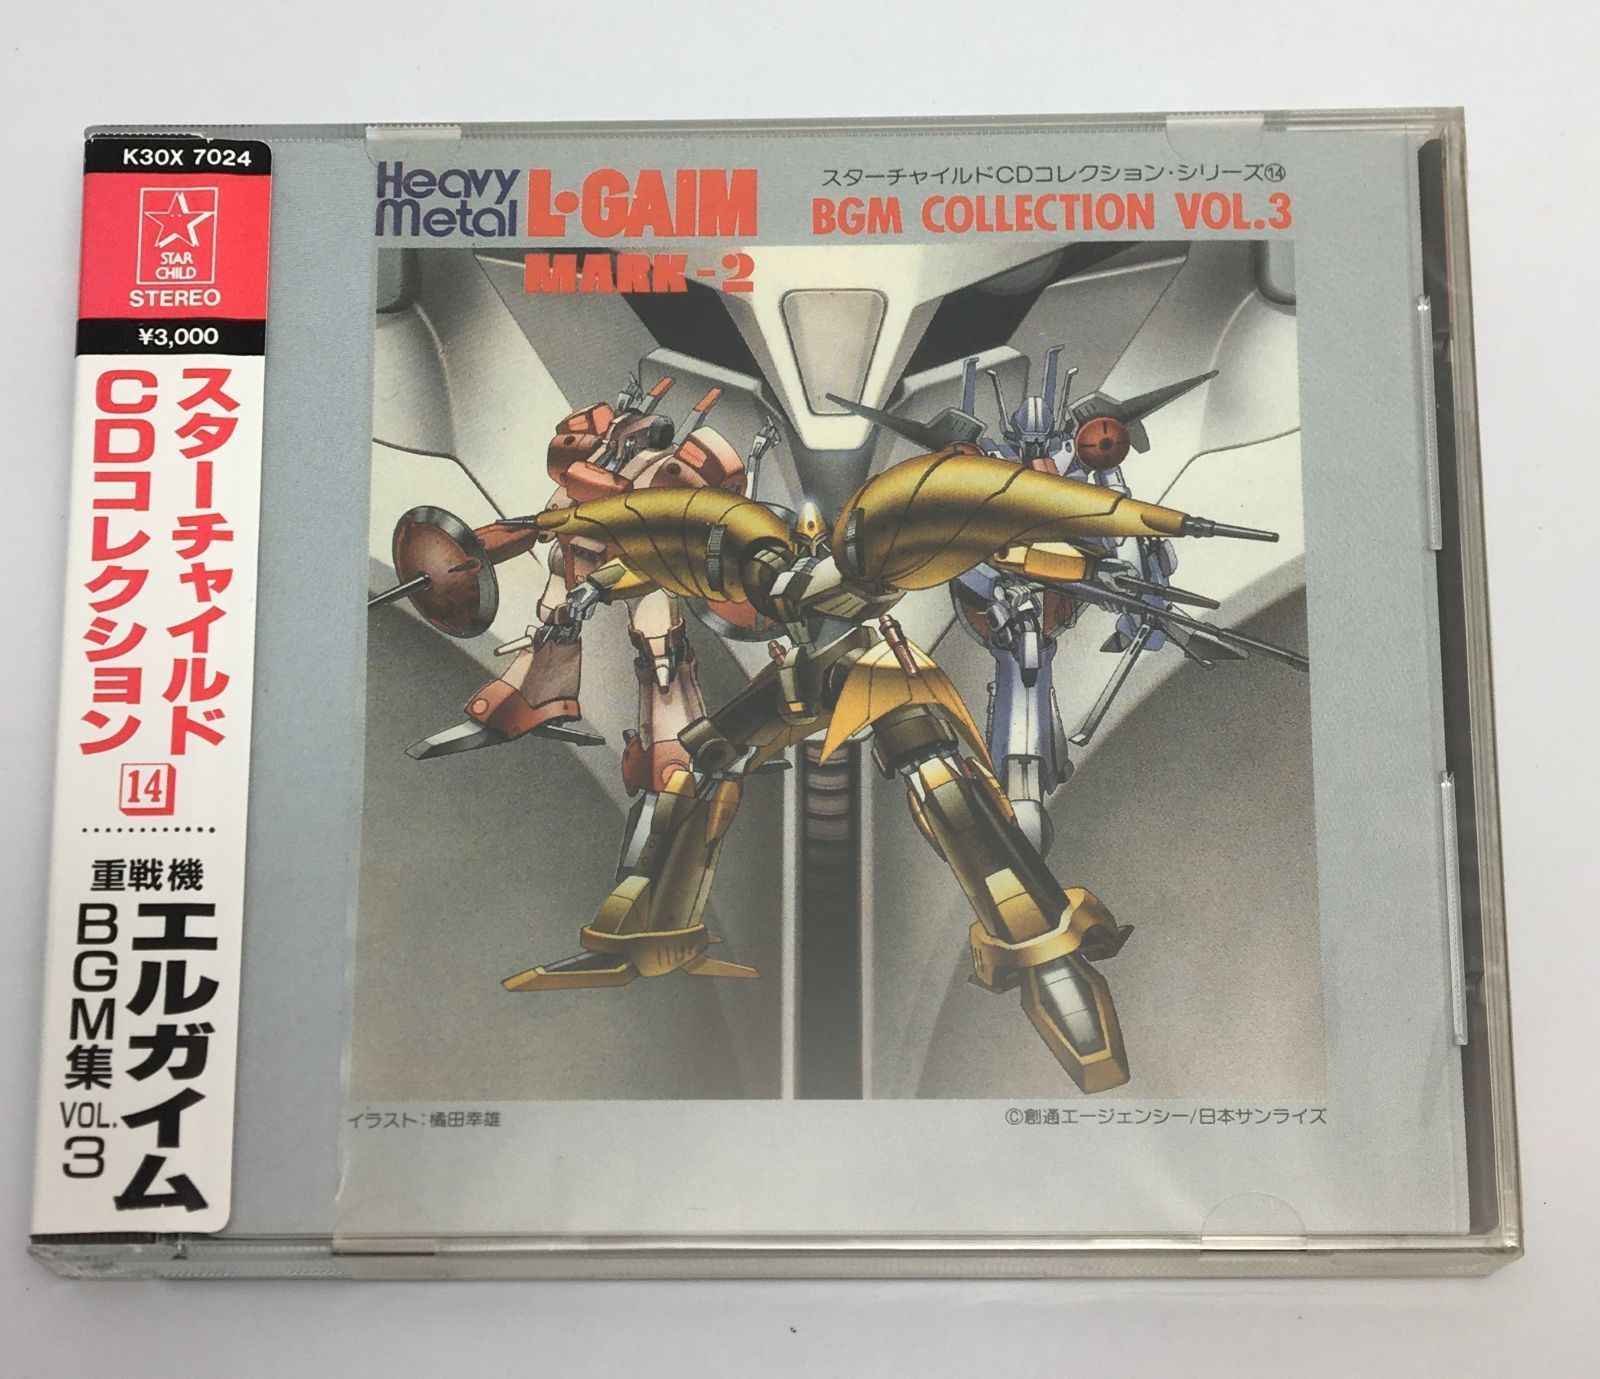 K30X 7024
STAR
CHILD
STEREO
¥3,000
スターチャイルド
CDコレクション
14
重戦機
エルガイム
BGM集
VOL.
3
Heavy
Metal
L・GAIM
MARK-2
スターチャイルドCDコレクション・シリーズ⑭
BGM COLLECTION VOL.3
イラスト:橘田幸雄
©創通エージェンシー/日本サンライズ